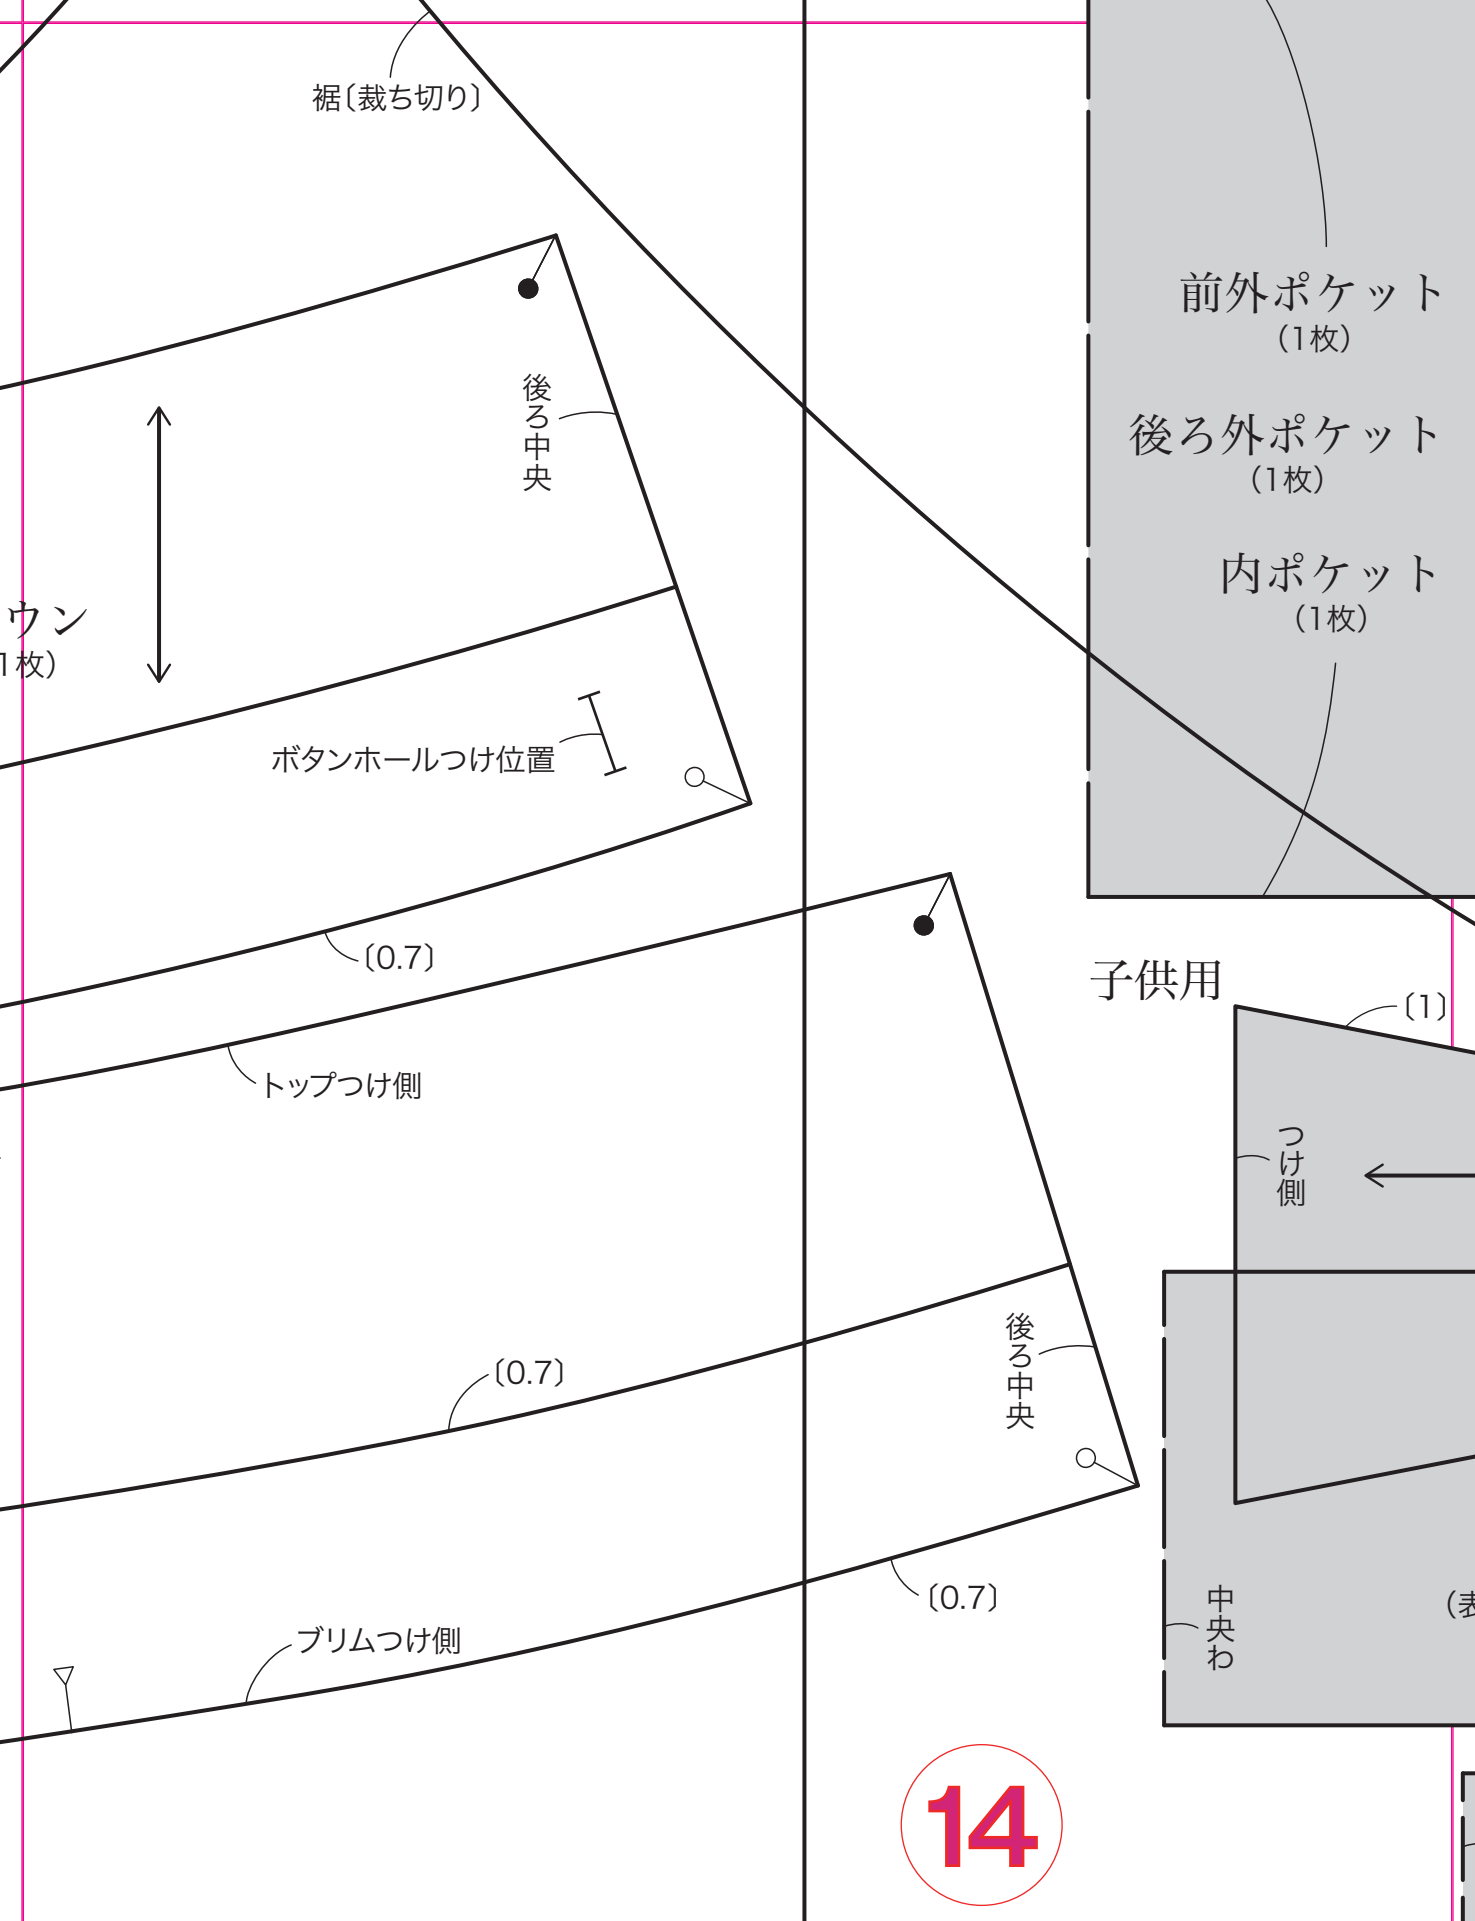 裾〔裁ち切り〕
前外ポケット
(1枚)
後ろ外ポケット
(1枚)
内ポケット
(1枚)
後ろ中央
ウン
1枚)
ボタンホールつけ位置
〔0.7〕
トップつけ側
子供用
〔1〕
つけ側
後ろ中央
〔0.7〕
〔0.7〕
ブリムつけ側
中央わ
(表
14